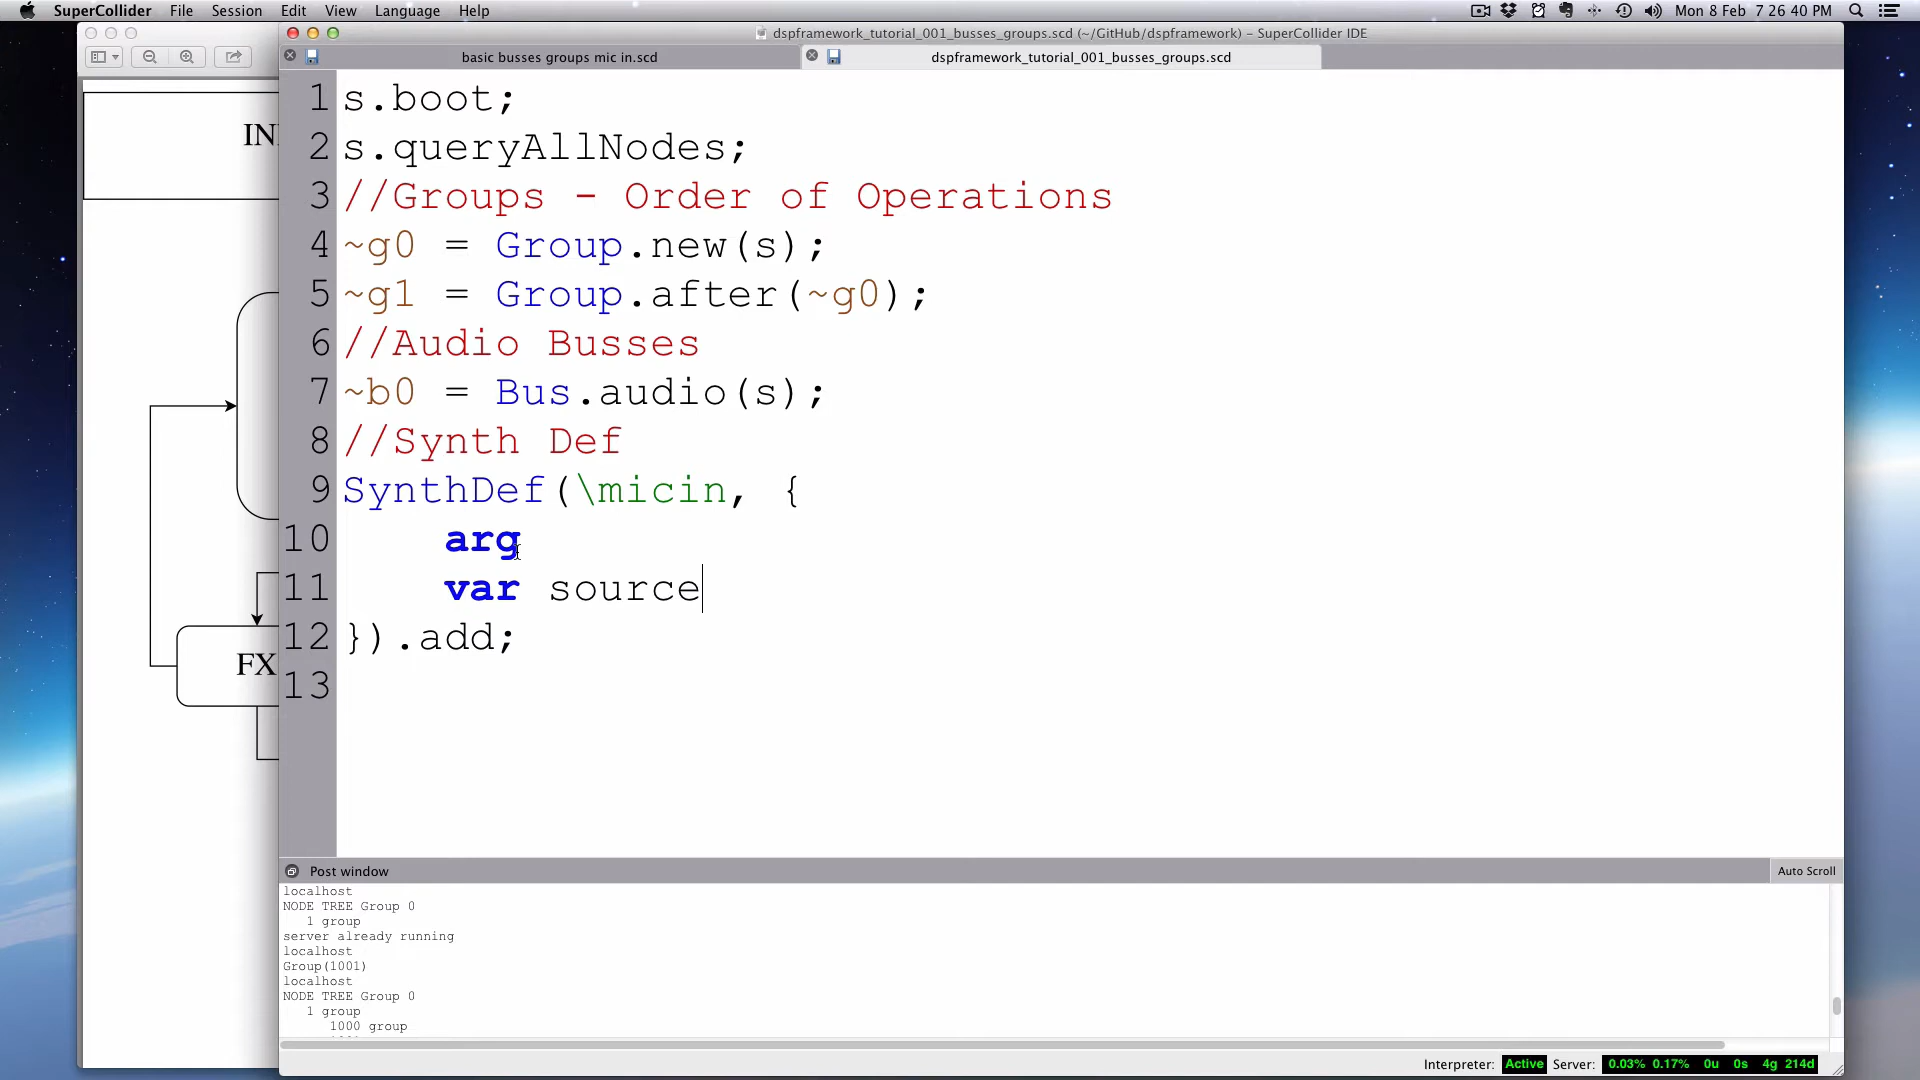 SuperCollider File Session Edit View Language Help
Mon 8 Feb 7 26 40 PM
dspframework_tutorial_001_busses_groups.scd (~/GitHub/dspframework) - SuperCollider IDE
basic busses groups mic in.scd
dspframework_tutorial_001_busses_groups.scd
1 s.boot;
2 s.queryAllNodes;
3 //Groups - Order of Operations
4 ~g0 = Group.new(s);
5 ~g1 = Group.after(~g0);
6 //Audio Busses
7 ~b0 = Bus.audio(s);
8 //Synth Def
9 SynthDef(\micin, {
10 arg
11 var source
12 }).add;
13
IN
FX
Post window
Auto Scroll
localhost
NODE TREE Group 0
1 group
server already running
localhost
Group(1001)
localhost
NODE TREE Group 0
1 group
1000 group
Interpreter: Active Server: 0.03% 0.17% 0u 0s 4g 214d